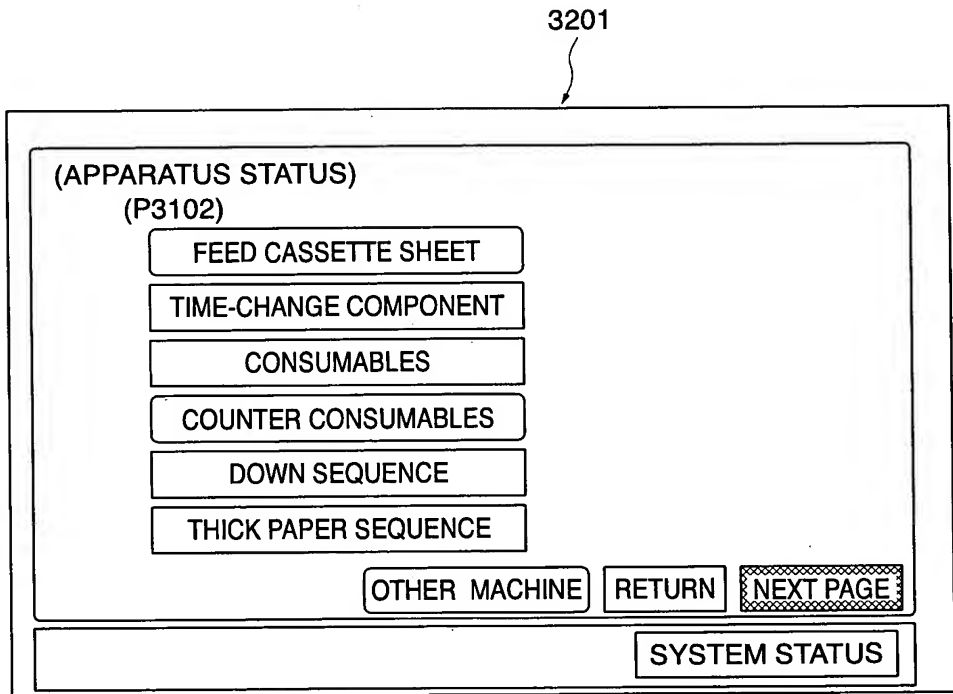 3201
(APPARATUS STATUS)
(P3102)
FEED CASSETTE SHEET
TIME-CHANGE COMPONENT
CONSUMABLES
COUNTER CONSUMABLES
DOWN SEQUENCE
THICK PAPER SEQUENCE
OTHER MACHINE RETURN NEXT PAGE
SYSTEM STATUS